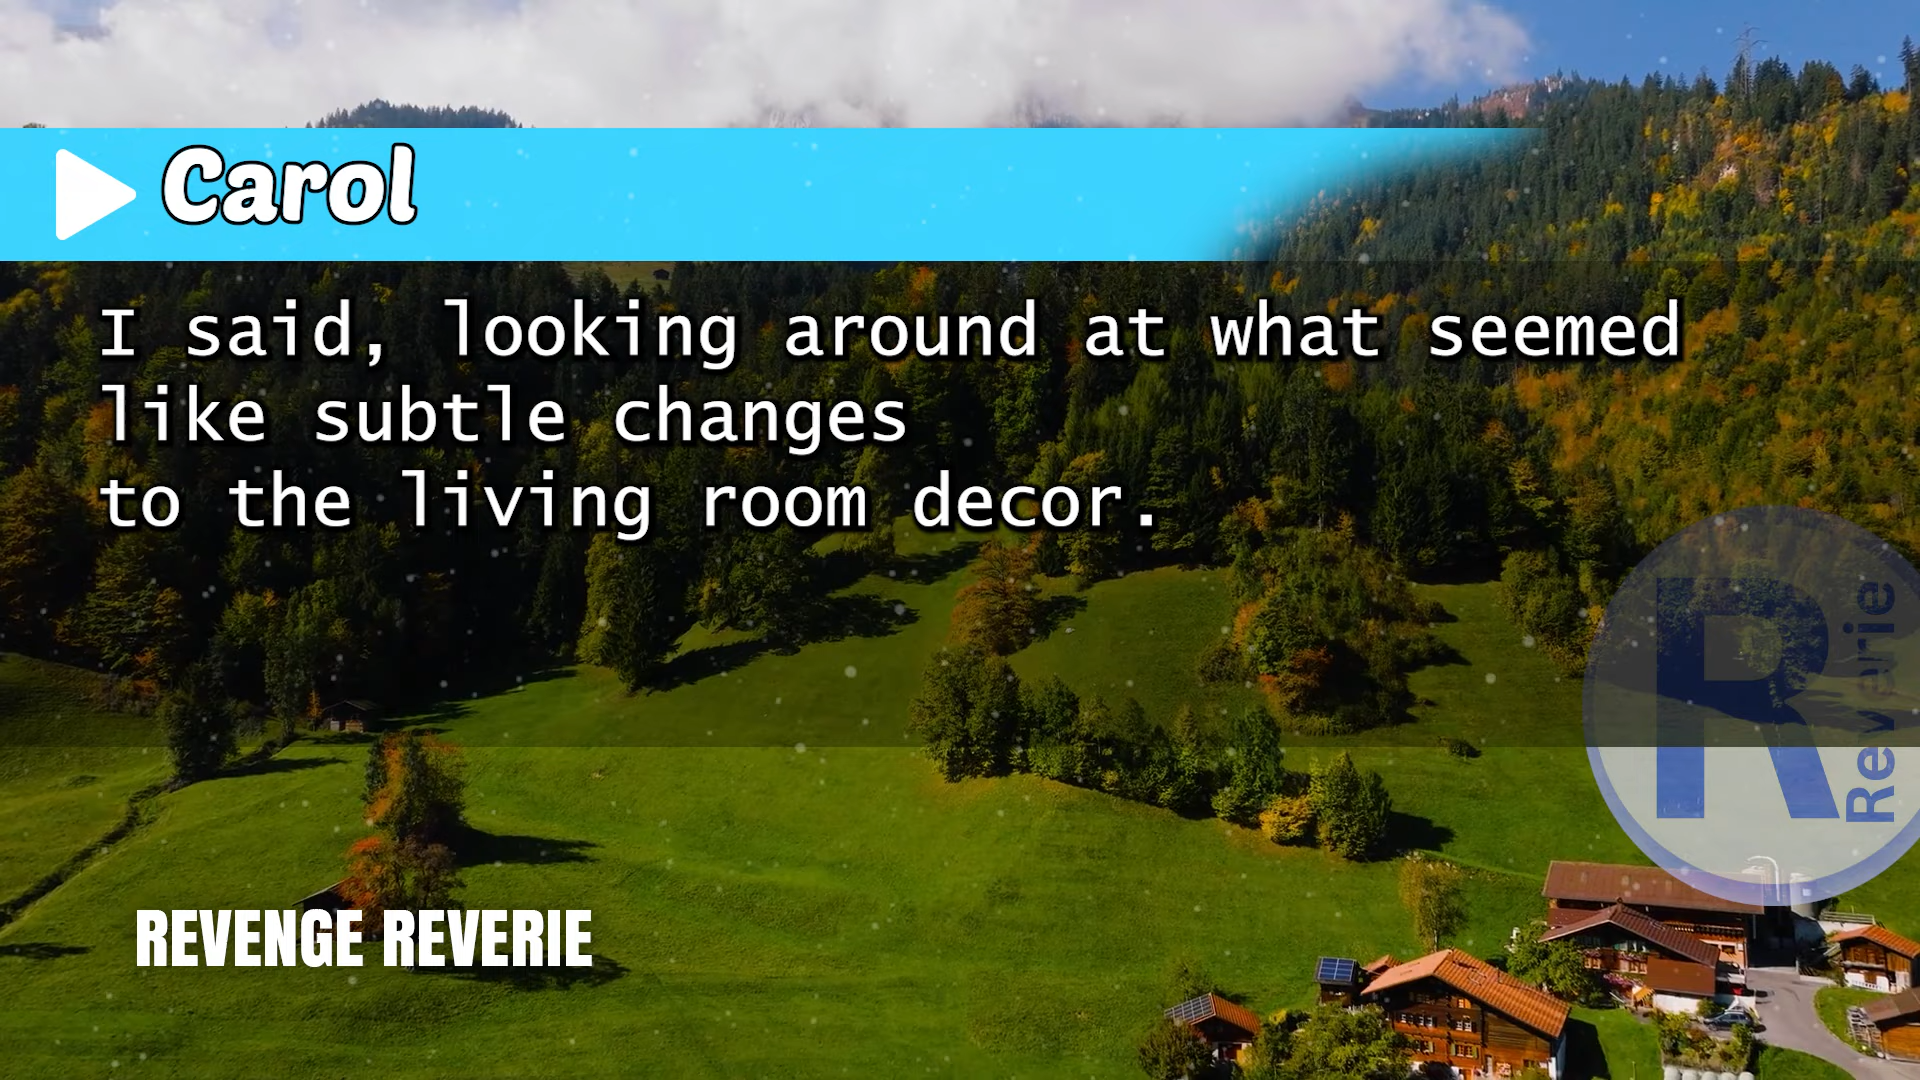 Carol
I said, looking around at what seemed
like subtle changes
to the living room decor.
R
Reverie
REVENGE REVERIE